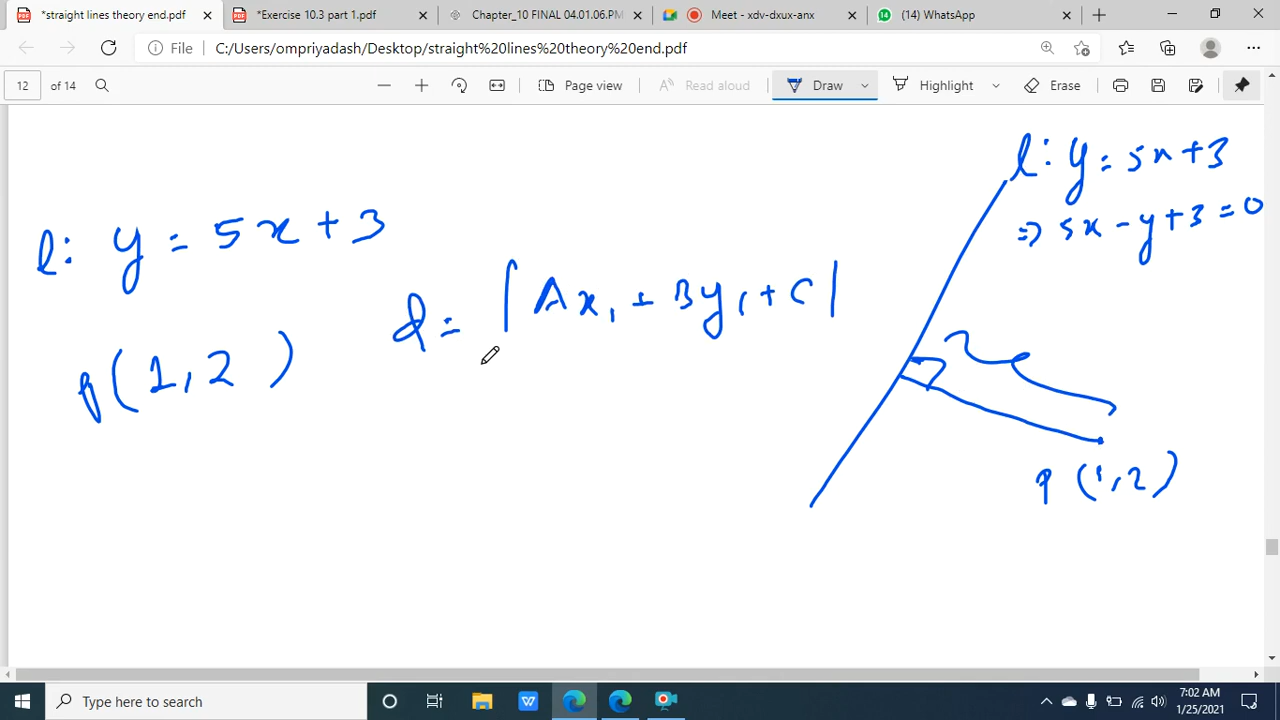 *straight lines theory end.pdf
*Exercise 10.3 part 1.pdf
Chapter_10 FINAL 04.01.06.PM
Meet - xdv-dxux-anx
(14) WhatsApp
File
C:/Users/ompriyadash/Desktop/straight%20lines%20theory%20end.pdf
12 of 14
Page view
Read aloud
Draw
Highlight
Erase
l: y = 5x+3
⇒ 5x - y + 3 = 0
l: y = 5x + 3
d = |Ax₁ + By₁ + C|
P(1, 2)
P(1, 2)
Type here to search
7:02 AM
1/25/2021